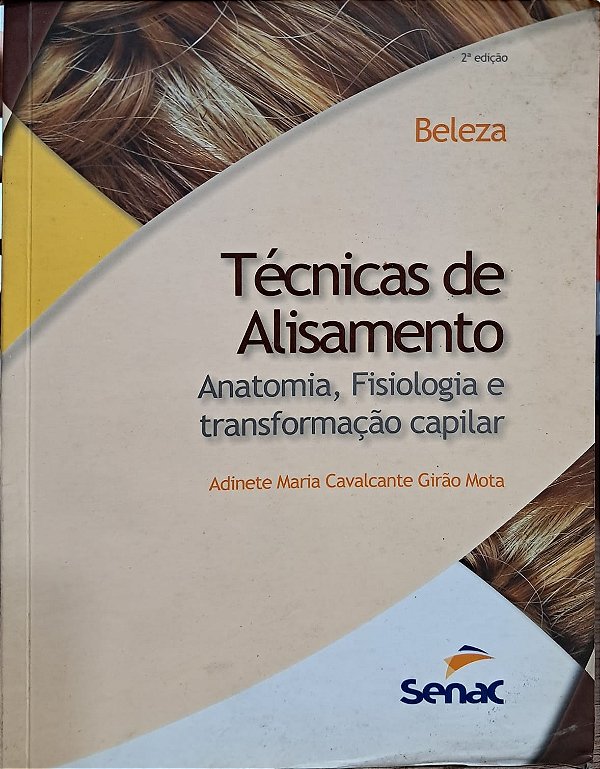 2ª edição
Beleza
Técnicas de
Alisamento
Anatomia, Fisiologia e
transformação capilar
Adinete Maria Cavalcante Girão Mota
Senac